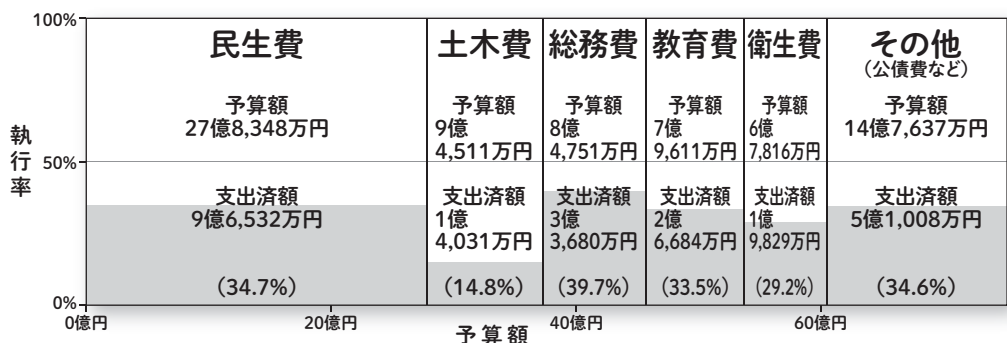 100%
50%
0%
執行率
民生費
予算額
27億8,348万円
支出済額
9億6,532万円
(34.7%)
土木費
予算額
9億
4,511万円
支出済額
1億
4,031万円
(14.8%)
総務費
予算額
8億
4,751万円
支出済額
3億
3,680万円
(39.7%)
教育費
予算額
7億
9,611万円
支出済額
2億
6,684万円
(33.5%)
衛生費
予算額
6億
7,816万円
支出済額
1億
9,829万円
(29.2%)
その他
(公債費など)
予算額
14億7,637万円
支出済額
5億1,008万円
(34.6%)
0億円
20億円
40億円
60億円
予算額